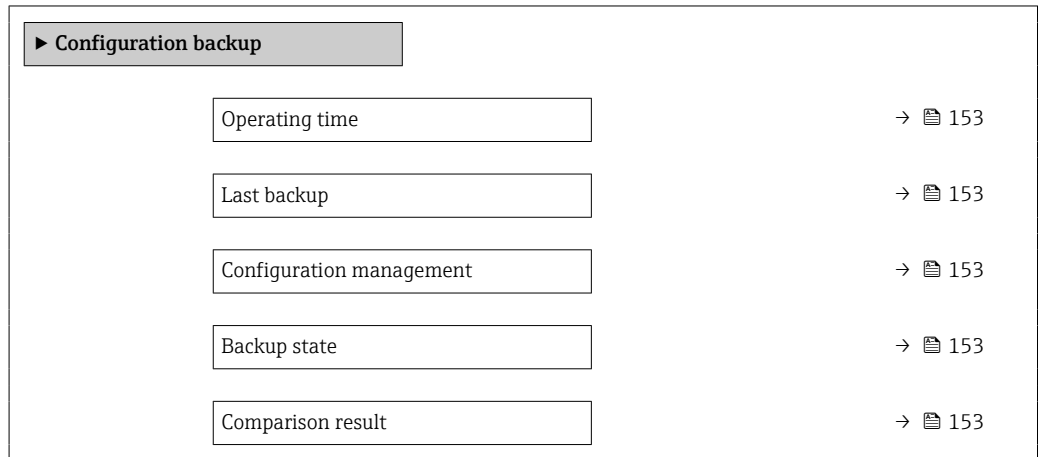 ► Configuration backup
Operating time → 🖺 153
Last backup → 🖺 153
Configuration management → 🖺 153
Backup state → 🖺 153
Comparison result → 🖺 153